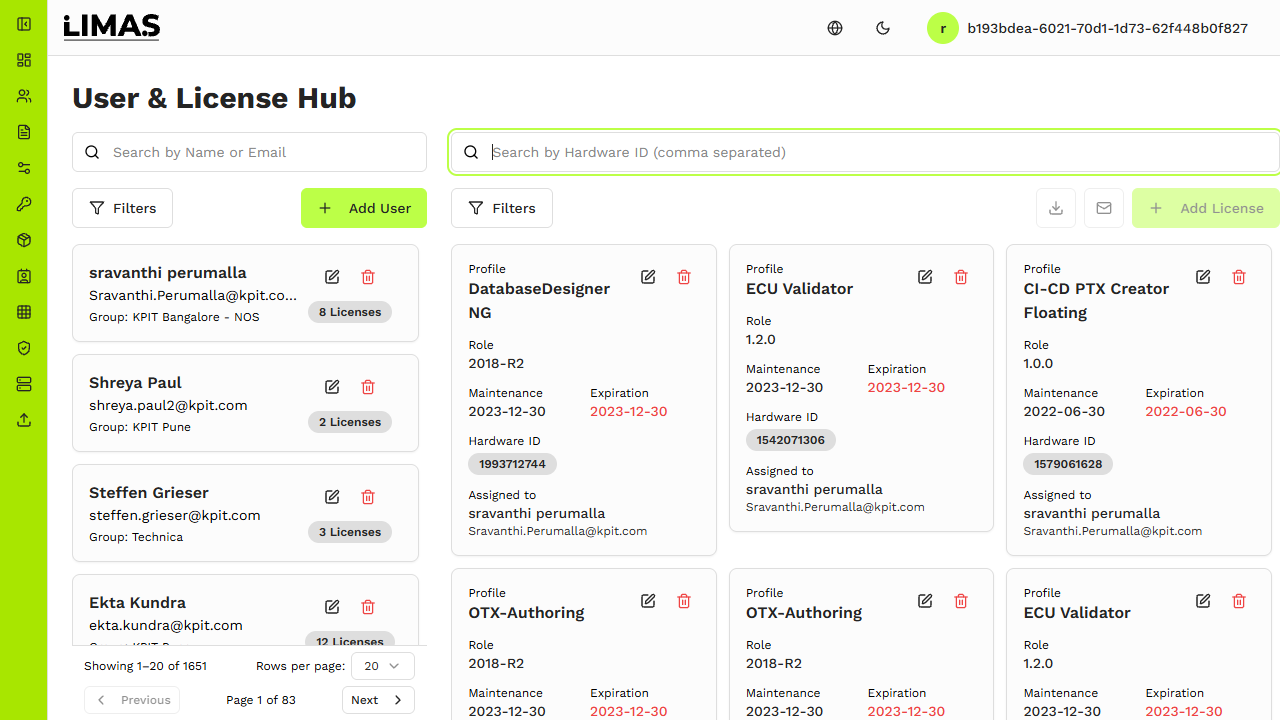 LIMAS
r
b193bdea-6021-70d1-1d73-62f448b0f827
User & License Hub
Search by Name or Email
Filters
Add User
sravanthi perumalla
Sravanthi.Perumalla@kpit.co...
Group: KPIT Bangalore - NOS
8 Licenses
Shreya Paul
shreya.paul2@kpit.com
Group: KPIT Pune
2 Licenses
Steffen Grieser
steffen.grieser@kpit.com
Group: Technica
3 Licenses
Ekta Kundra
ekta.kundra@kpit.com
12 Licenses
Showing 1–20 of 1651
Rows per page: 20
Previous
Page 1 of 83
Next
Search by Hardware ID (comma separated)
Filters
Add License
Profile
DatabaseDesigner
NG
Role
2018-R2
Maintenance Expiration
2023-12-30 2023-12-30
Hardware ID
1993712744
Assigned to
sravanthi perumalla
Sravanthi.Perumalla@kpit.com
Profile
ECU Validator
Role
1.2.0
Maintenance Expiration
2023-12-30 2023-12-30
Hardware ID
1542071306
Assigned to
sravanthi perumalla
Sravanthi.Perumalla@kpit.com
Profile
CI-CD PTX Creator
Floating
Role
1.0.0
Maintenance Expiration
2022-06-30 2022-06-30
Hardware ID
1579061628
Assigned to
sravanthi perumalla
Sravanthi.Perumalla@kpit.com
Profile
OTX-Authoring
Role
2018-R2
Maintenance Expiration
2023-12-30 2023-12-30
Profile
OTX-Authoring
Role
2018-R2
Maintenance Expiration
2023-12-30 2023-12-30
Profile
ECU Validator
Role
1.2.0
Maintenance Expiration
2023-12-30 2023-12-30